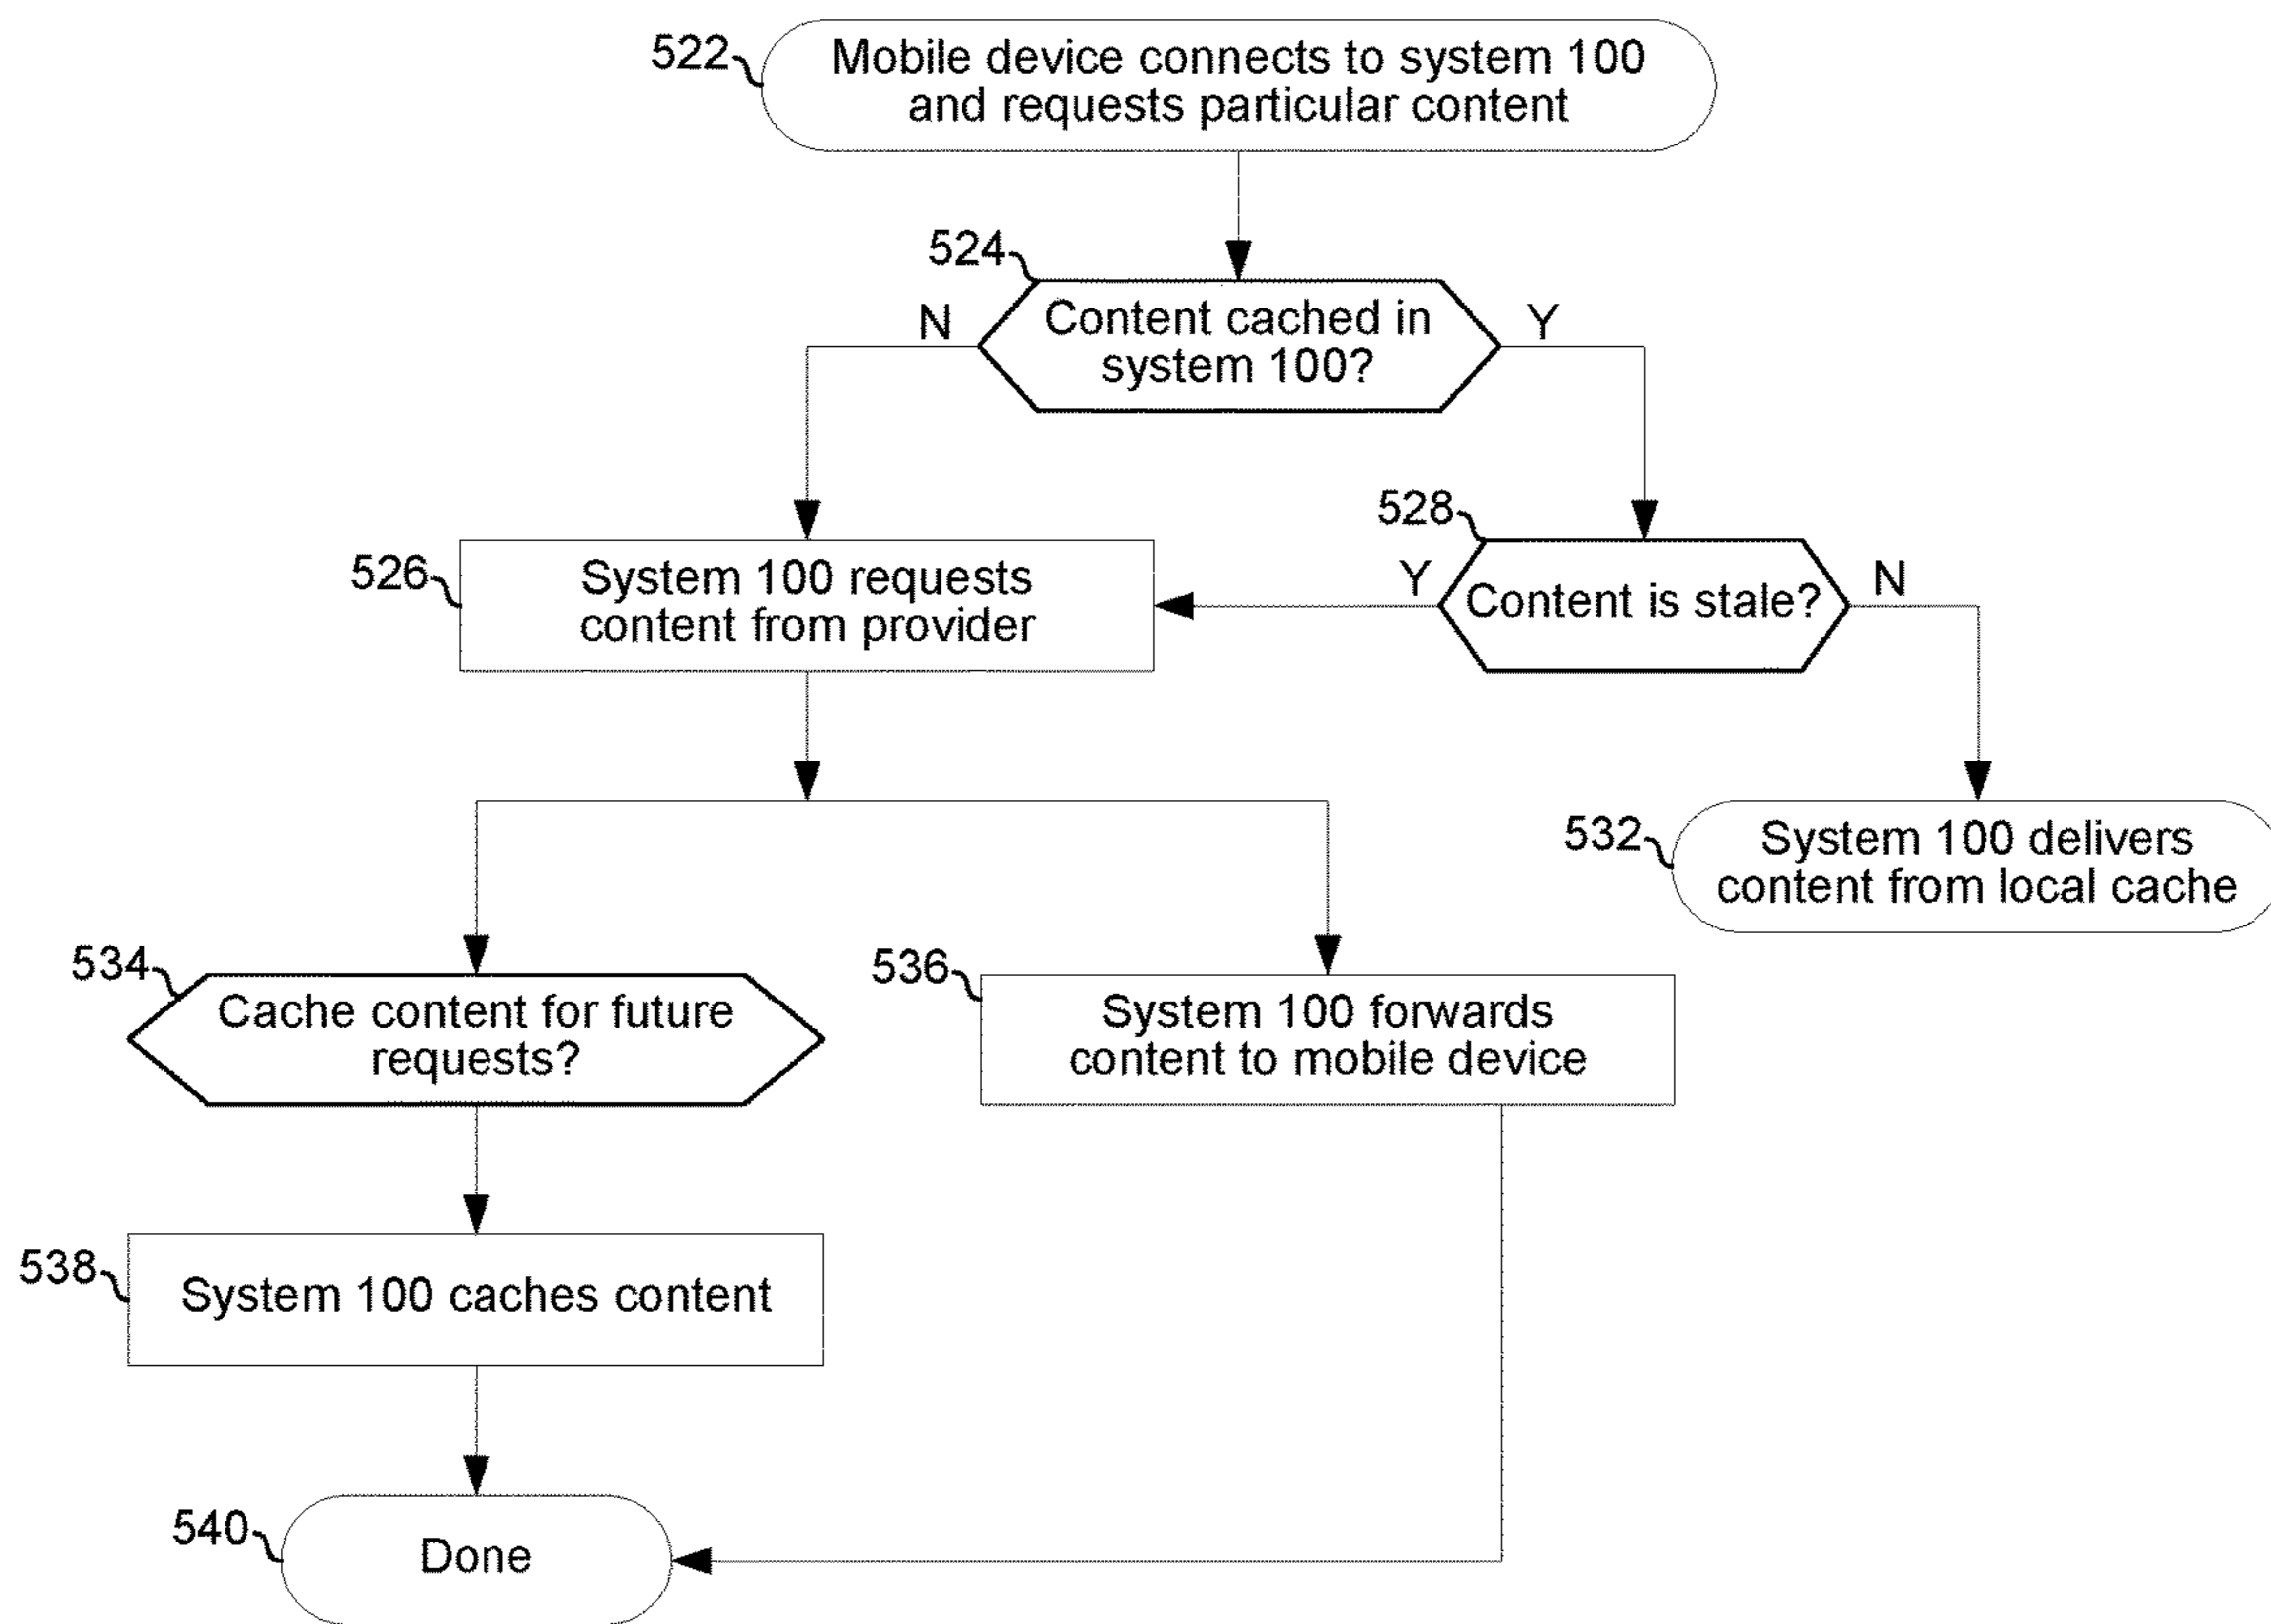 522
Mobile device connects to system 100
and requests particular content
524
N
Content cached in
system 100?
Y
526
System 100 requests
content from provider
528
Y
Content is stale?
N
532
System 100 delivers
content from local cache
534
Cache content for future
requests?
536
System 100 forwards
content to mobile device
538
System 100 caches content
540
Done